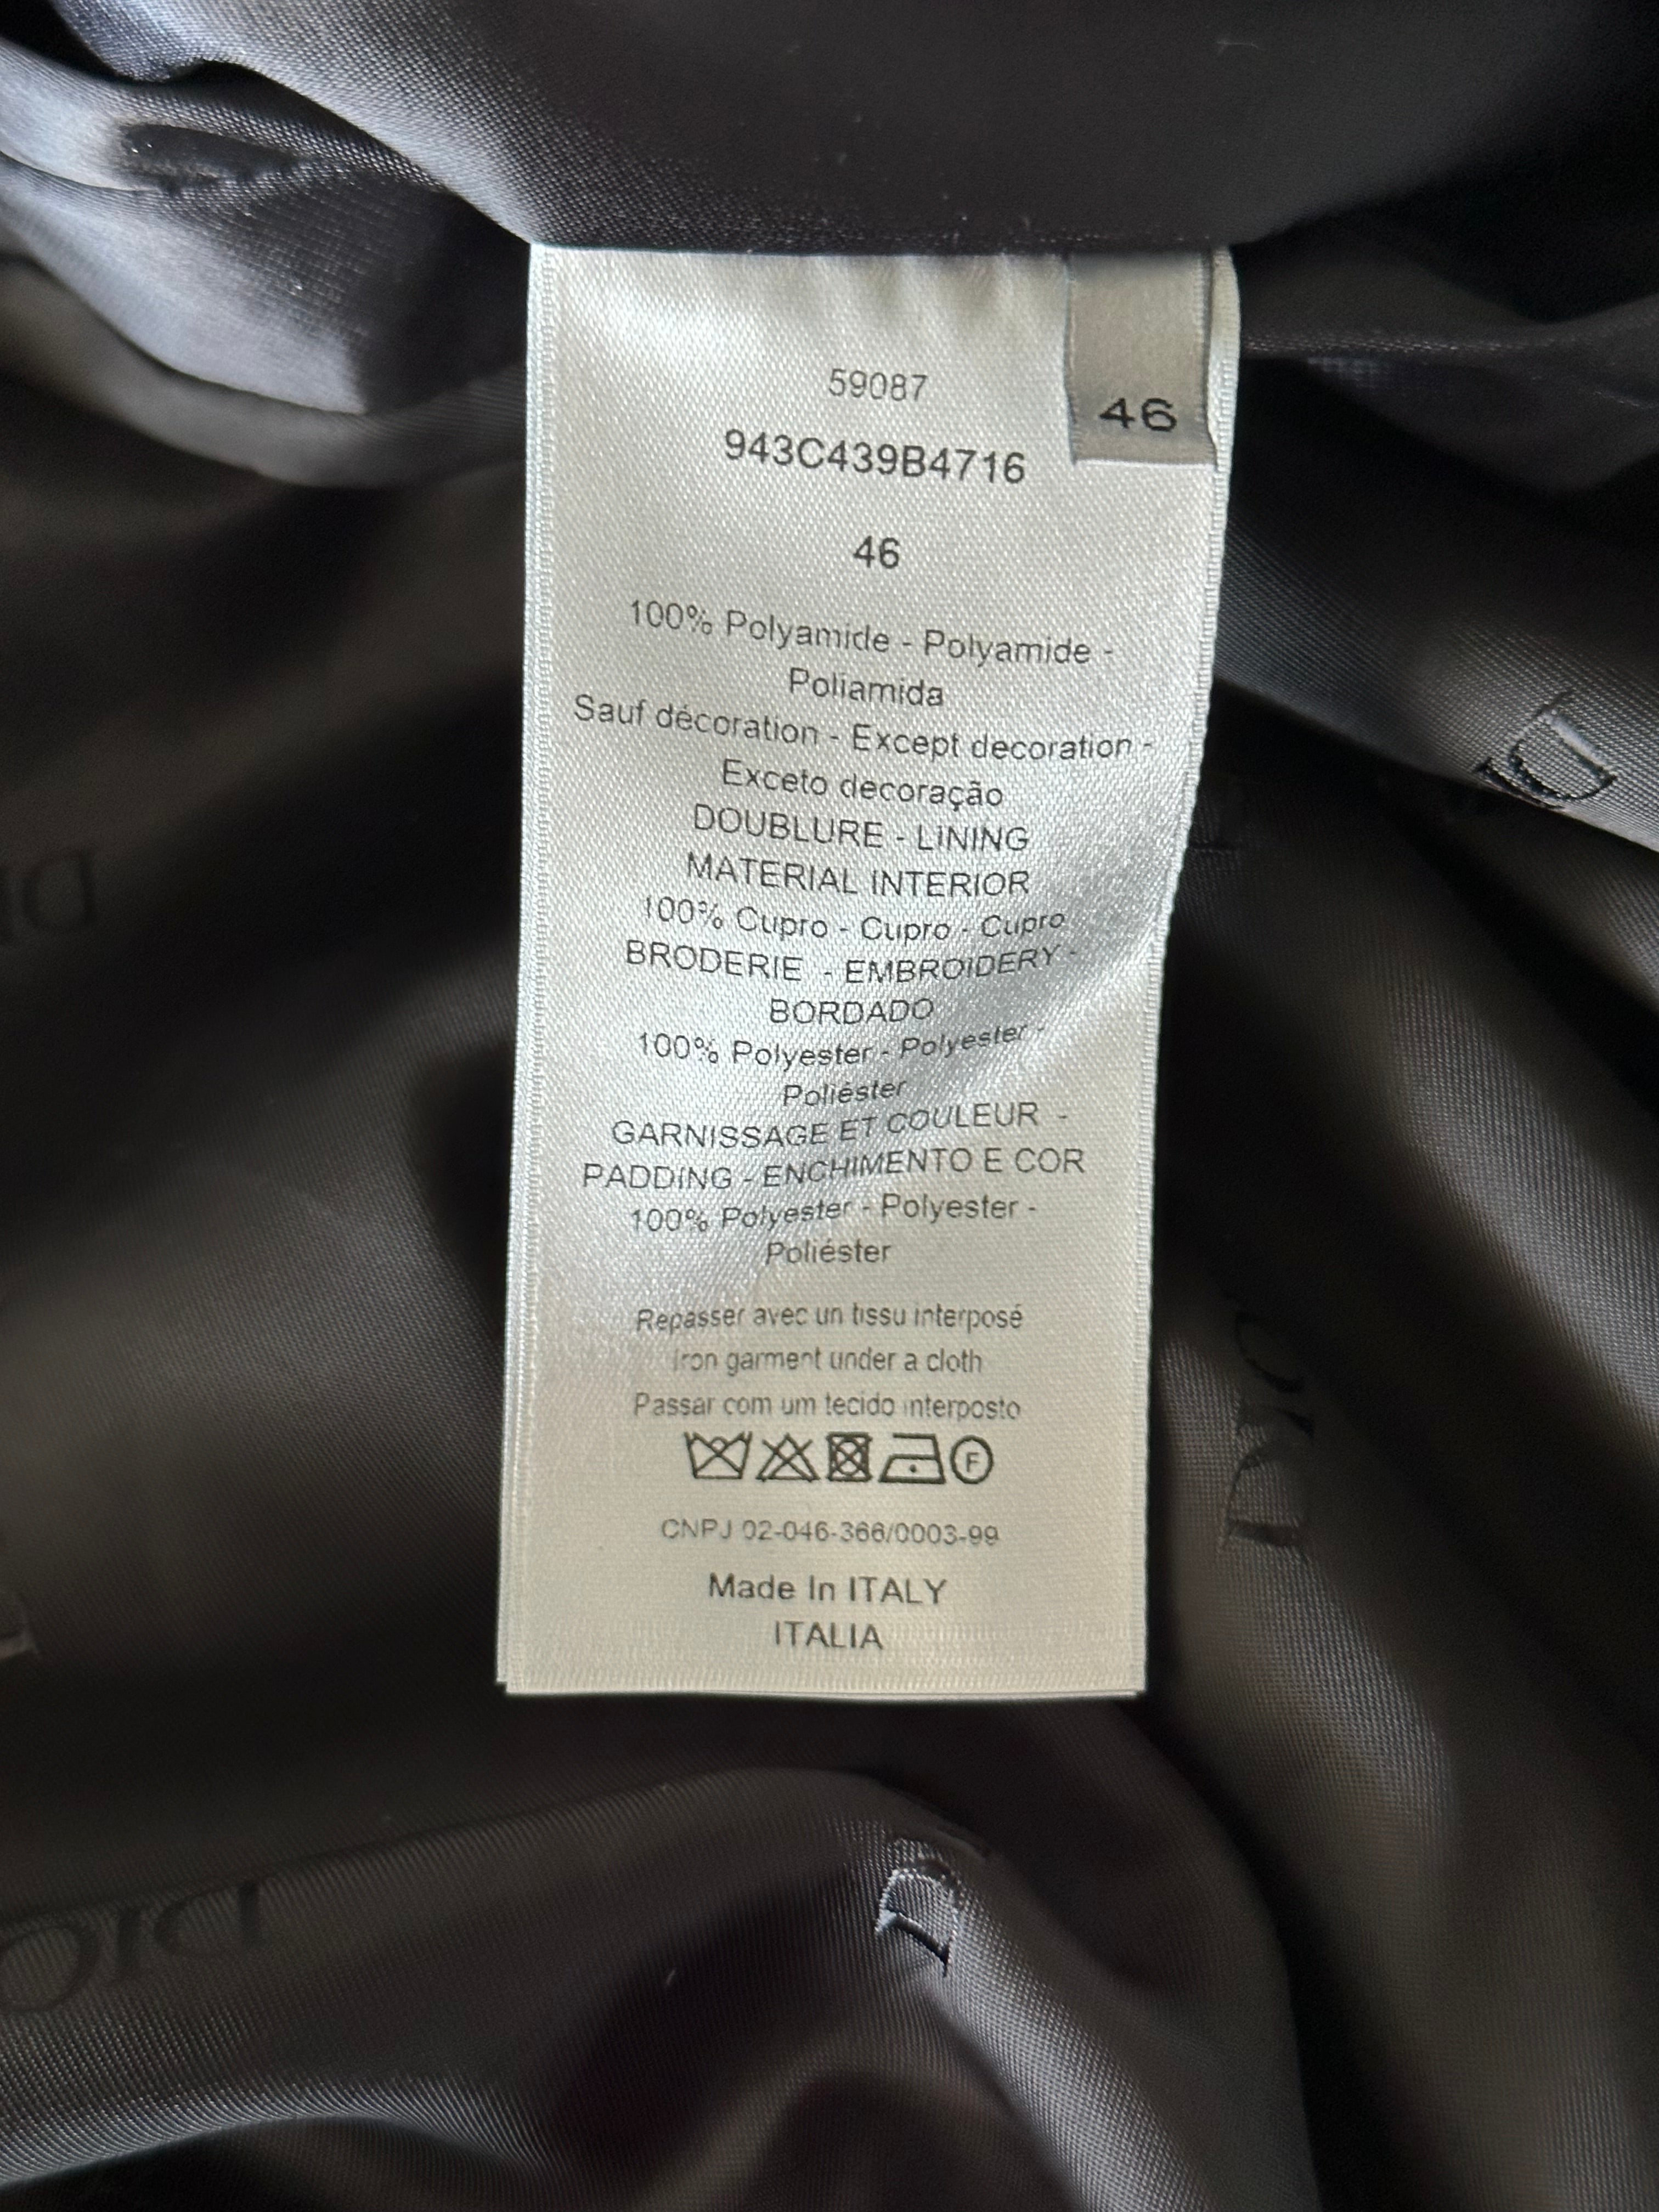 59087
46
943C439B4716
46
100% Polyamide - Polyamide -
Poliamida
Sauf décoration - Except decoration -
Exceto decoração
DOUBLURE - LINING
MATERIAL INTERIOR
100% Cupro - Cupro - Cupro
BRODERIE - EMBROIDERY -
BORDADO
100% Polyester - Polyester -
Poliéster
GARNISSAGE ET COULEUR -
PADDING - ENCHIMENTO E COR
100% Polyester - Polyester -
Poliéster
Repasser avec un tissu interposé
Iron garment under a cloth
Passar com um tecido interposto
F
CNPJ 02-046-366/0003-99
Made In ITALY
ITALIA